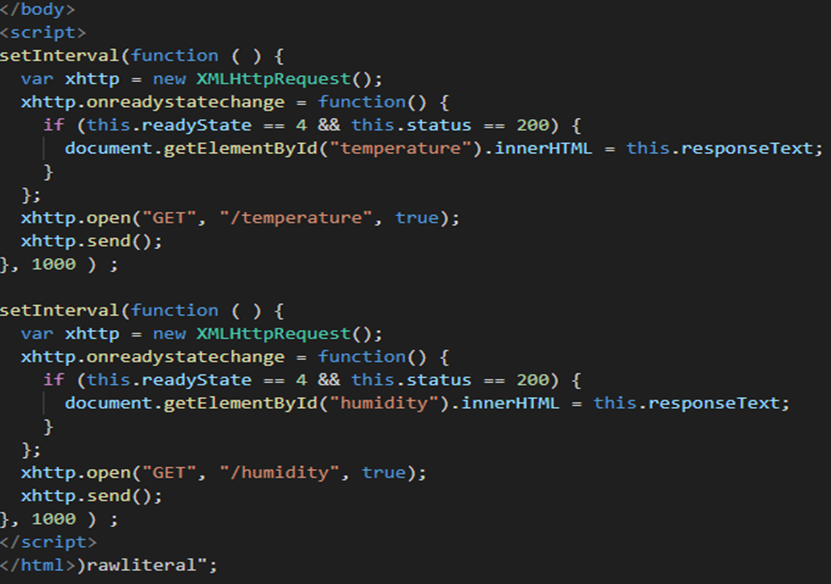 </body>
<script>
setInterval(function ( ) {
  var xhttp = new XMLHttpRequest();
  xhttp.onreadystatechange = function() {
    if (this.readyState == 4 && this.status == 200) {
      document.getElementById("temperature").innerHTML = this.responseText;
    }
  };
  xhttp.open("GET", "/temperature", true);
  xhttp.send();
}, 1000 ) ;

setInterval(function ( ) {
  var xhttp = new XMLHttpRequest();
  xhttp.onreadystatechange = function() {
    if (this.readyState == 4 && this.status == 200) {
      document.getElementById("humidity").innerHTML = this.responseText;
    }
  };
  xhttp.open("GET", "/humidity", true);
  xhttp.send();
}, 1000 ) ;
</script>
</html>)rawliteral";